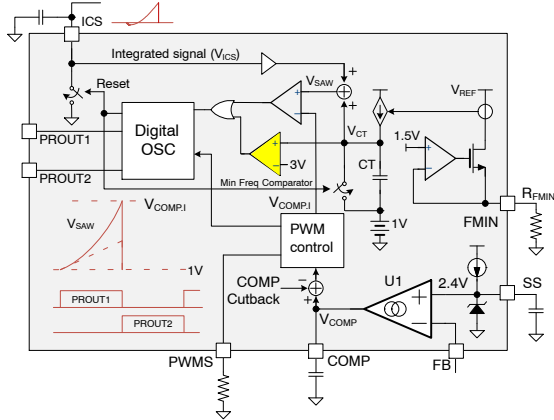 ICS
Integrated signal (VICS)
Reset
VSAW
+
+
VREF
PROUT1
Digital
OSC
+
−
VCT
1.5V
+
−
+
−
3V
CT
PROUT2
Min Freq Comparator
RFMIN
VCOMP.I
VCOMP.I
FMIN
VSAW
PWM
control
1V
1V
COMP
Cutback
−
+
U1
2.4V
SS
PROUT1
+
−
PROUT2
VCOMP
PWMS
COMP
FB